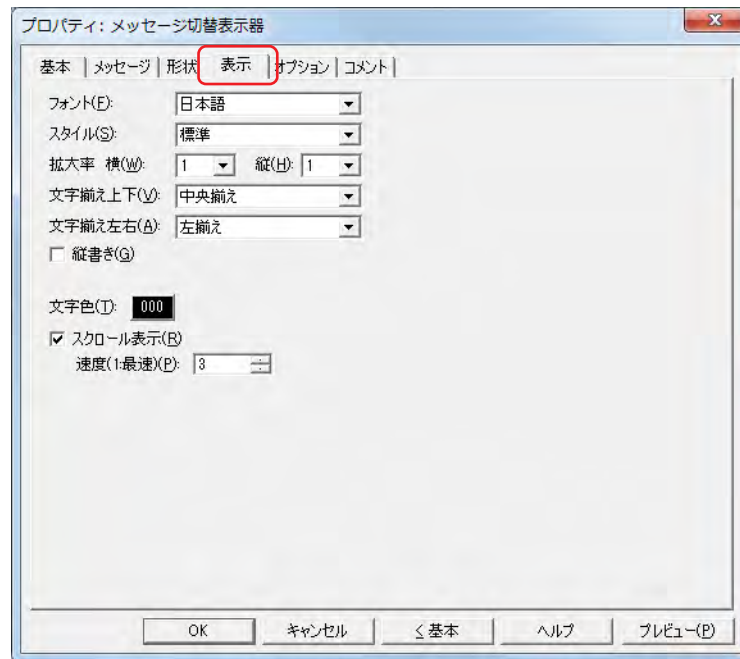 プロパティ: メッセージ切替表示器
x
基本 | メッセージ | 形状 表示 | オプション | コメント |
フォント(F): 日本語
スタイル(S): 標準
拡大率 横(W): 1 縦(H): 1
文字揃え上下(V): 中央揃え
文字揃え左右(A): 左揃え
縦書き(G)
文字色(T): 000
スクロール表示(R)
速度(1:最速)(P): 3
OK キャンセル < 基本 ヘルプ プレビュー(P)